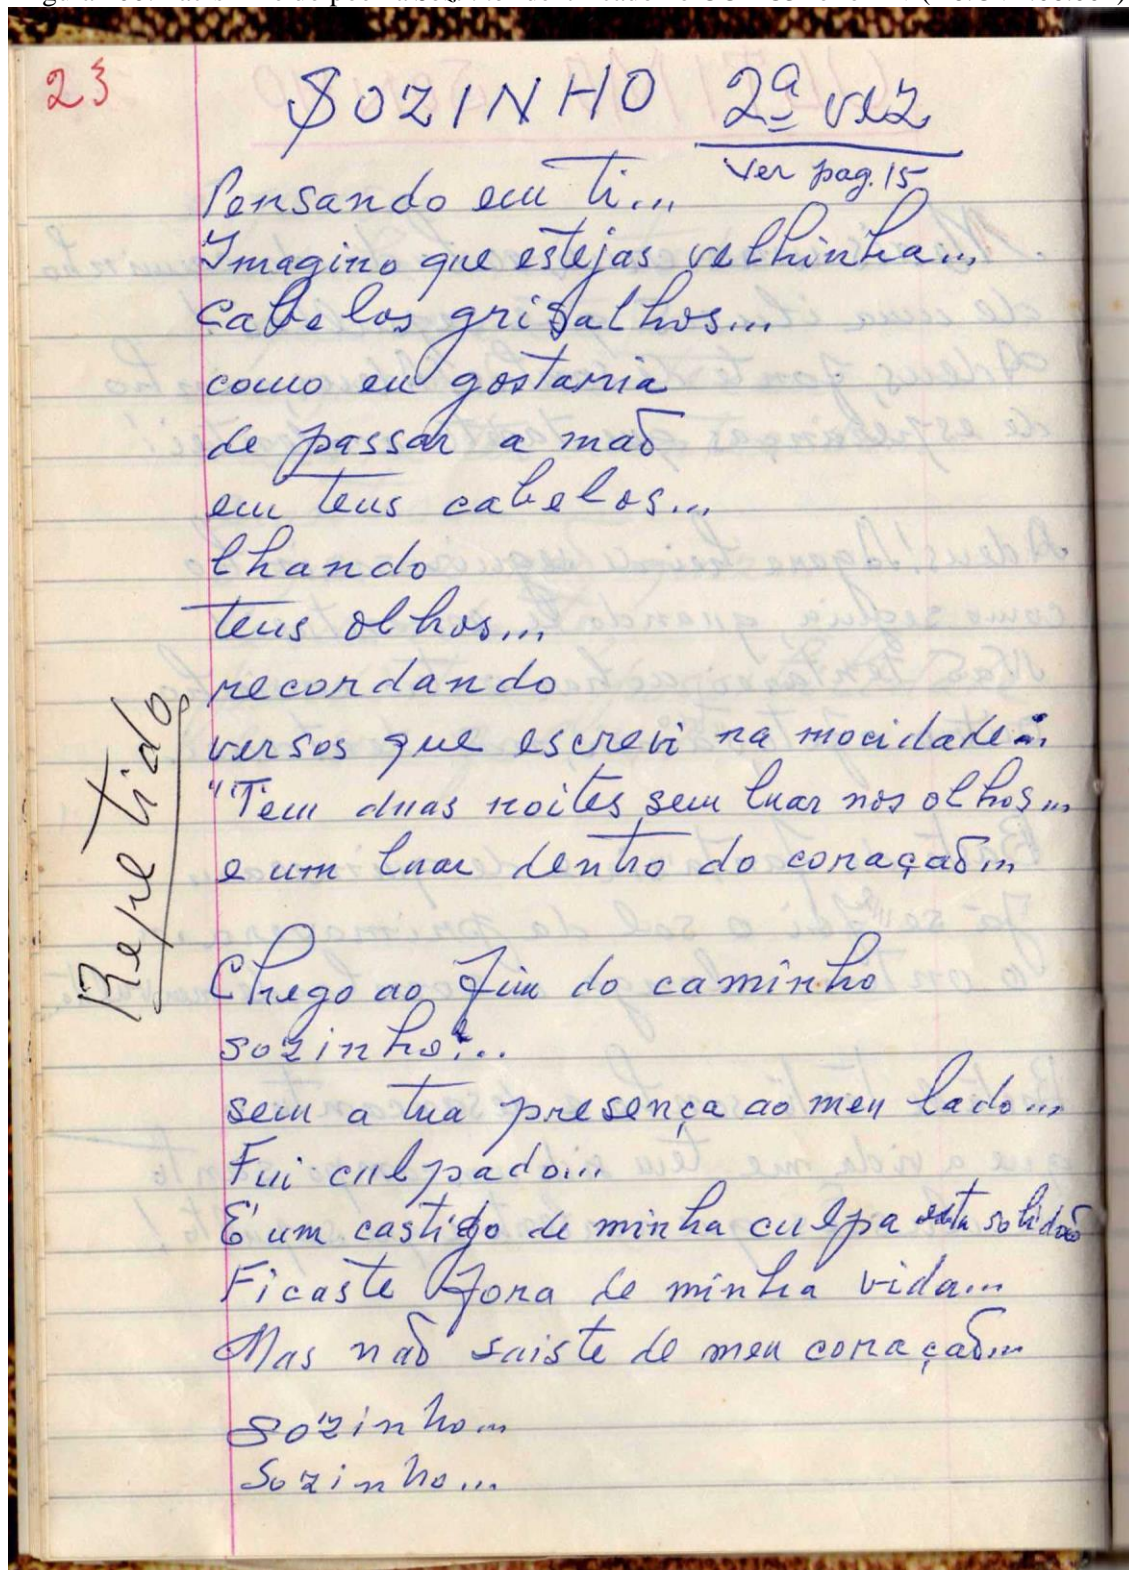 23
SOZINHO 2ª vez
Ver pag. 15
Pensando em ti...
Imagino que estejas velhinha...
Cabelos grisalhos...
como eu gostaria
de passar a mão
em teus cabelos...
lhando
teus olhos...
recordando
versos que escrevi na mocidade...
"Tem duas noites sem luar nos olhos...
e um luar dentro do coração...
Repetido
Chego ao fim do caminho
sozinho!...
sem a tua presença ao meu lado...
Fui culpado...
É um castigo de minha culpa esta solidão
Ficaste fora de minha vida...
Mas não saiste de meu coração...
Sozinho...
Sozinho...